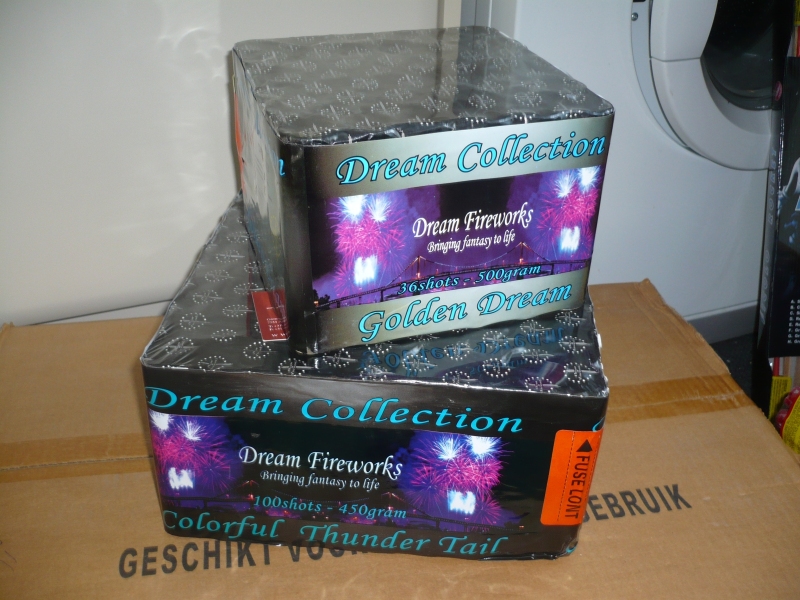 Dream Collection
Dream Fireworks
Bringing fantasy to life
36shots - 500gram
Golden Dream
Dream Collection
Dream Fireworks
Bringing fantasy to life
100shots - 450gram
Colorful Thunder Tail
FUSE LONT
GESCHIKT